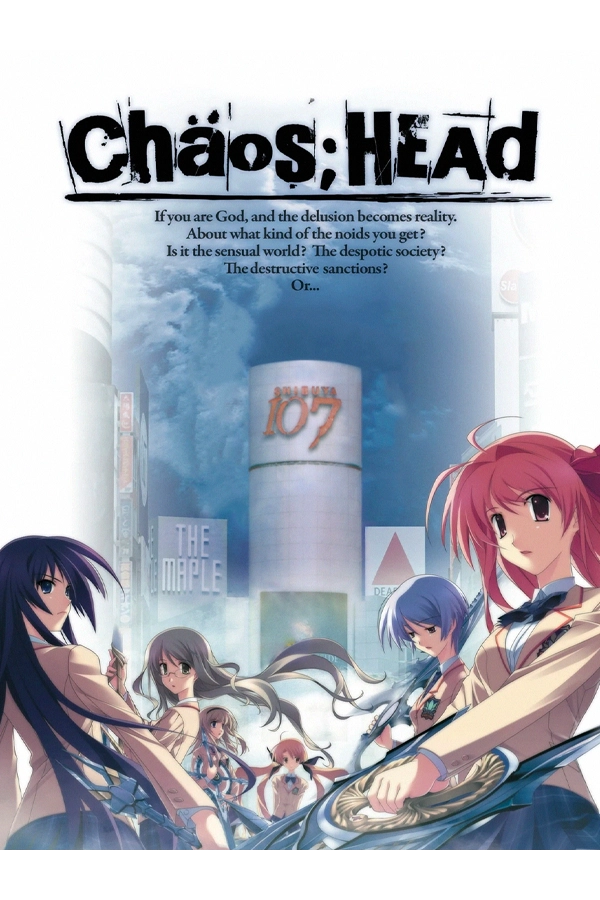 Chäos;HEAd
If you are God, and the delusion becomes reality.
About what kind of the noids you get?
Is it the sensual world? The despotic society?
The destructive sanctions?
Or...
SHIBUYA
107
THE
MAPLE